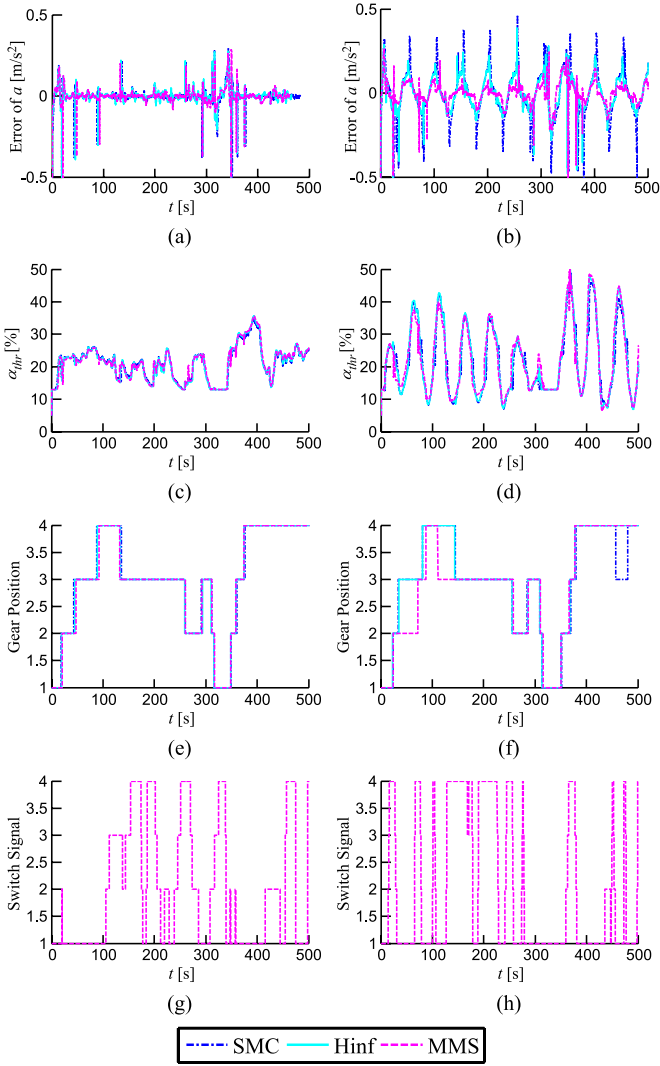 0.5
0
-0.5
Error of a [m/s²]
0 100 200 300 400 500
t [s]
(a)
0.5
0
-0.5
Error of a [m/s²]
0 100 200 300 400 500
t [s]
(b)
50
40
30
20
10
0
α_thr [%]
0 100 200 300 400 500
t [s]
(c)
50
40
30
20
10
0
α_thr [%]
0 100 200 300 400 500
t [s]
(d)
4
3.5
3
2.5
2
1.5
1
Gear Position
0 100 200 300 400 500
t [s]
(e)
4
3.5
3
2.5
2
1.5
1
Gear Position
0 100 200 300 400 500
t [s]
(f)
4
3.5
3
2.5
2
1.5
1
Switch Signal
0 100 200 300 400 500
t [s]
(g)
4
3.5
3
2.5
2
1.5
1
Switch Signal
0 100 200 300 400 500
t [s]
(h)
SMC Hinf MMS